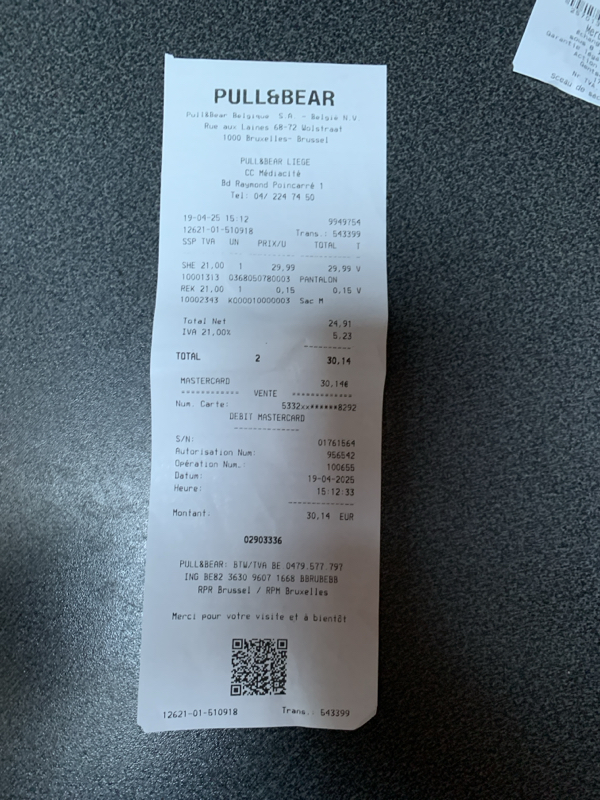 PULL&BEAR
Pull&Bear Belgique S.A. - België N.V.
Rue aux Laines 68-72 Wolstraat
1000 Bruxelles- Brussel
PULL&BEAR LIEGE
CC Médiacité
Bd Raymond Poincarré 1
Tel: 04/ 224 74 50
19-04-25 15:12 9949754
12621-01-510918 Trans.: 543399
SSP TVA UN PRIX/U TOTAL T
SHE 21,00 1 29,99 29,99 V
10001313 0368050780003 PANTALON
REK 21,00 1 0,15 0,15 V
10002343 K000010000003 Sac M
Total Net 24,91
IVA 21,00% 5,23
TOTAL 2 30,14
MASTERCARD 30,14€
************ VENTE ************
Num. Carte: 5332xx******8292
DEBIT MASTERCARD
S/N: 01761564
Autorisation Num: 956542
Opération Num.: 100655
Datum: 19-04-2025
Heure: 15:12:33
Montant: 30,14 EUR
02903336
PULL&BEAR: BTW/TVA BE 0479.577.797
ING BE82 3630 9607 1668 BBRUBEBB
RPR Brussel / RPM Bruxelles
Merci pour votre visite et à bientôt
12621-01-510918 Trans.: 543399
Nr TVA
Sceau de sec